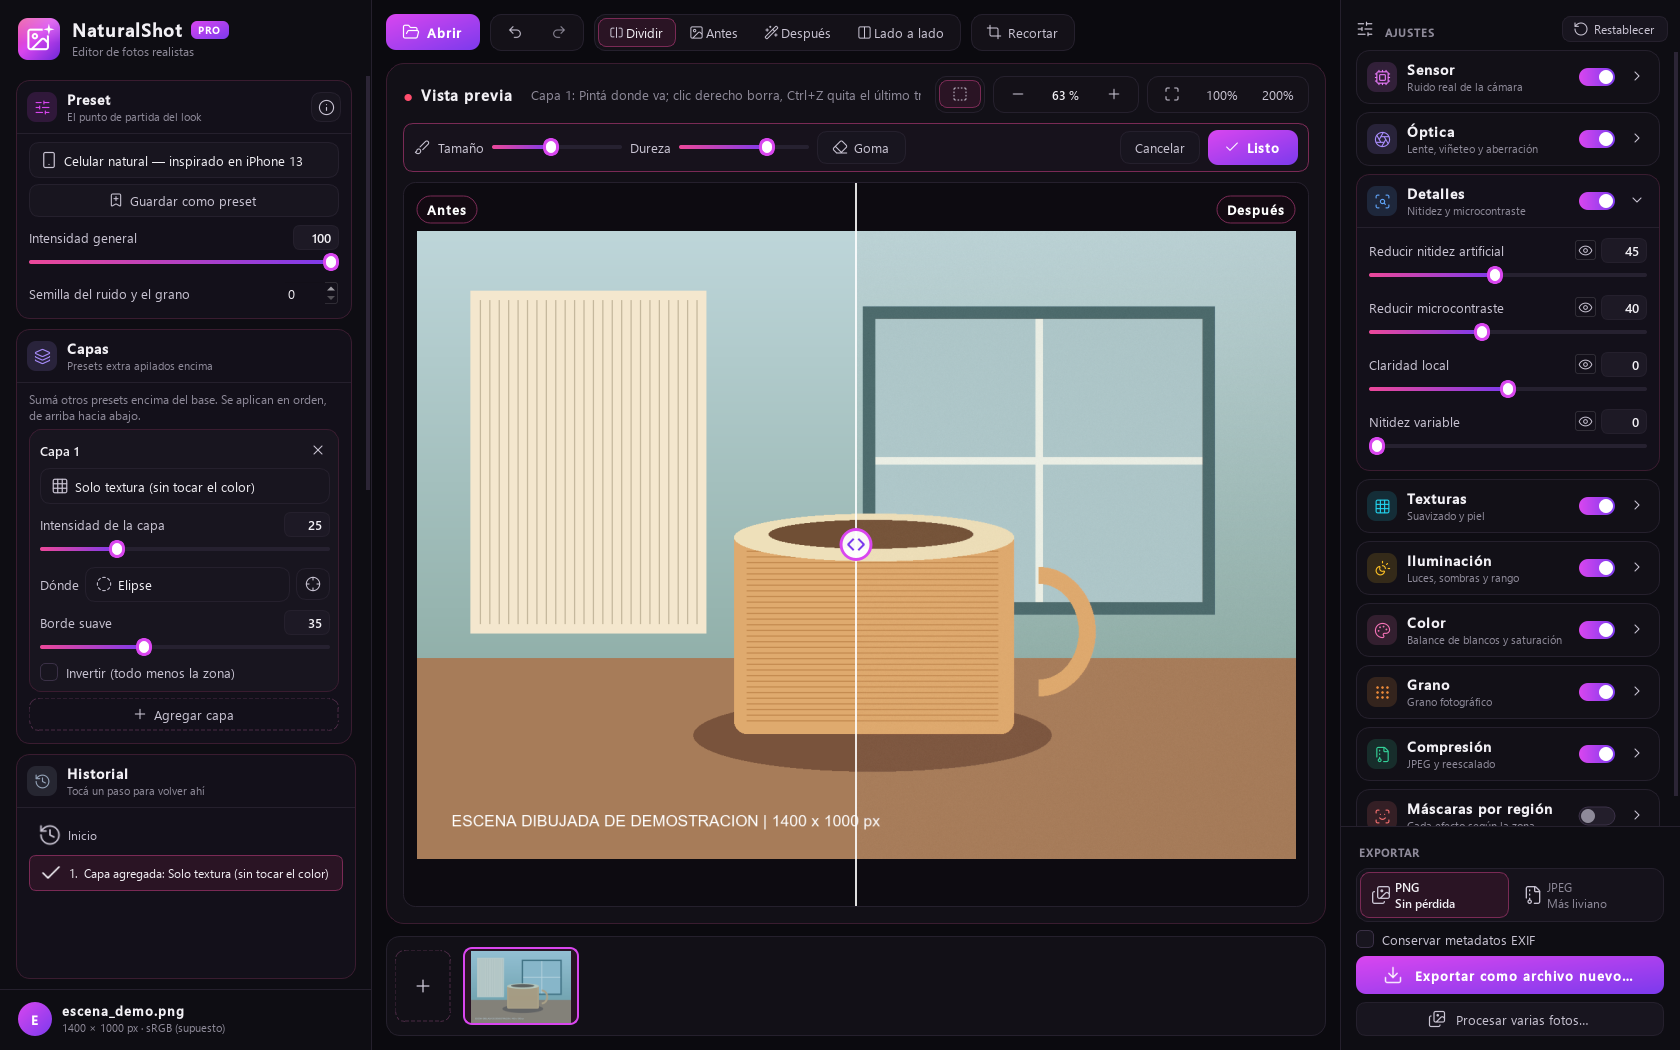 NaturalShot PRO
Editor de fotos realistas
Preset
El punto de partida del look
Celular natural — inspirado en iPhone 13
Guardar como preset
Intensidad general 100
Semilla del ruido y el grano 0
Capas
Presets extra apilados encima
Sumá otros presets encima del base. Se aplican en orden,
de arriba hacia abajo.
Capa 1
Solo textura (sin tocar el color)
Intensidad de la capa 25
Dónde Elipse
Borde suave 35
Invertir (todo menos la zona)
Agregar capa
Historial
Tocá un paso para volver ahí
Inicio
1. Capa agregada: Solo textura (sin tocar el color)
E
escena_demo.png
1400 × 1000 px · sRGB (supuesto)
Abrir Dividir Antes Después Lado a lado Recortar
Vista previa Capa 1: Pintá donde va; clic derecho borra, Ctrl+Z quita el último 63 % 100% 200%
Tamaño Dureza Goma Cancelar Listo
Antes Después
ESCENA DIBUJADA DE DEMOSTRACION | 1400 x 1000 px
AJUSTES Restablecer
Sensor
Ruido real de la cámara
Óptica
Lente, viñeteo y aberración
Detalles
Nitidez y microcontraste
Reducir nitidez artificial 45
Reducir microcontraste 40
Claridad local 0
Nitidez variable 0
Texturas
Suavizado y piel
Iluminación
Luces, sombras y rango
Color
Balance de blancos y saturación
Grano
Grano fotográfico
Compresión
JPEG y reescalado
Máscaras por región
Cada efecto según la zona
EXPORTAR
PNG
Sin pérdida
JPEG
Más liviano
Conservar metadatos EXIF
Exportar como archivo nuevo…
Procesar varias fotos…